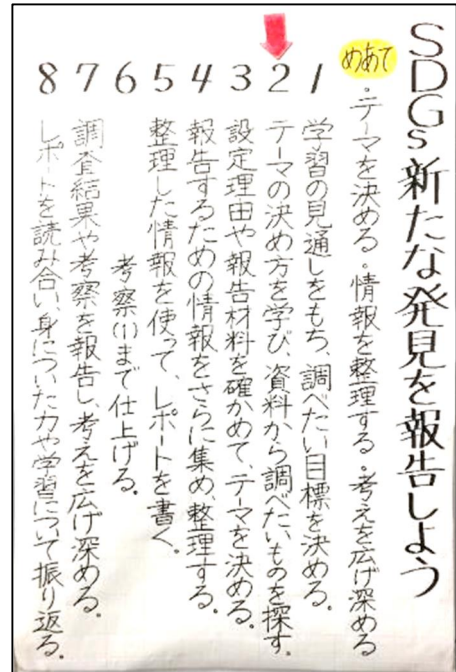 SDGs新たな発見を報告しよう
めあて ・テーマを決める。・情報を整理する・考えを広げ深める
1 学習の見通しをもち、調べたい目標を決める。
2 テーマの決め方を学び、資料から調べたいものを探す。
3 設定理由や報告材料を確かめて、テーマを決める。
4 報告するための情報をさらに集め、整理する。
5 整理した情報を使って、レポートを書く。
6 考察(1)まで仕上げる。
7 調査結果や考察を報告し、考えを広げ深める。
8 レポートを読み合い、身についた力や学習について振り返る。